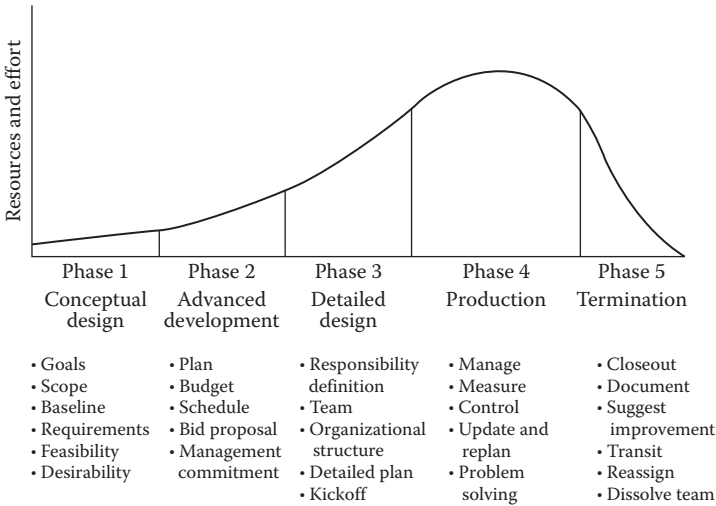 Resources and effort
Phase 1
Conceptual
design
• Goals
• Scope
• Baseline
• Requirements
• Feasibility
• Desirability
Phase 2
Advanced
development
• Plan
• Budget
• Schedule
• Bid proposal
• Management
commitment
Phase 3
Detailed
design
• Responsibility
definition
• Team
• Organizational
structure
• Detailed plan
• Kickoff
Phase 4
Production
• Manage
• Measure
• Control
• Update and
replan
• Problem
solving
Phase 5
Termination
• Closeout
• Document
• Suggest
improvement
• Transit
• Reassign
• Dissolve team